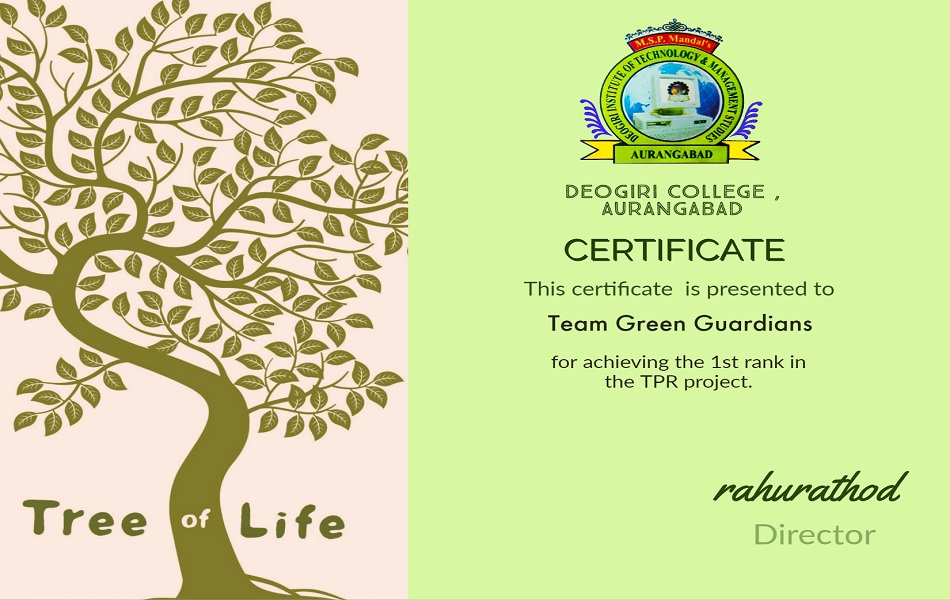 Tree of Life
M.S.P. Mandal's
DEOGIRI INSTITUTE OF TECHNOLOGY & MANAGEMENT STUDIES
AURANGABAD
DEOGIRI COLLEGE ,
AURANGABAD
CERTIFICATE
This certificate is presented to
Team Green Guardians
for achieving the 1st rank in
the TPR project.
rahurathod
Director